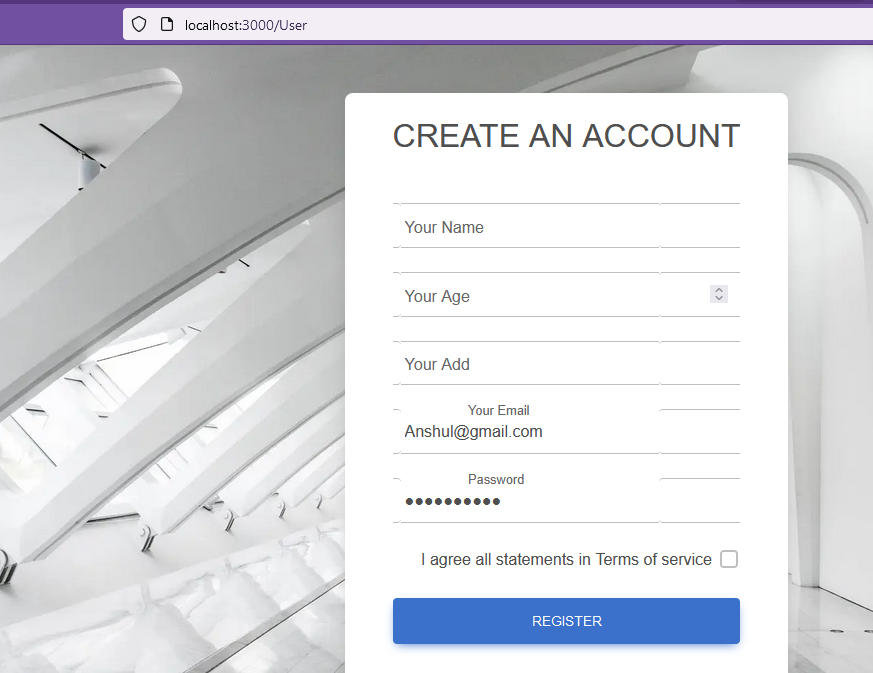 localhost:3000/User
CREATE AN ACCOUNT
Your Name
Your Age
Your Add
Your Email
Anshul@gmail.com
Password
●●●●●●●●●●
I agree all statements in Terms of service
REGISTER